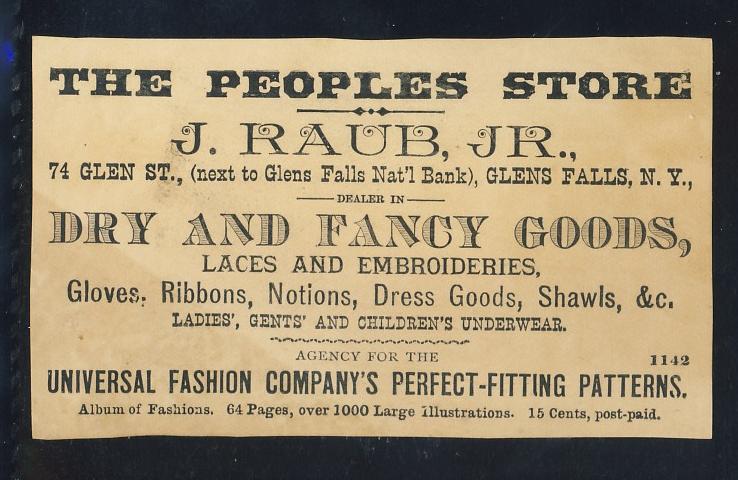 THE PEOPLES STORE
J. RAUB, JR.,
74 GLEN ST., (next to Glens Falls Nat'l Bank), GLENS FALLS, N. Y.,
DEALER IN
DRY AND FANCY GOODS,
LACES AND EMBROIDERIES,
Gloves, Ribbons, Notions, Dress Goods, Shawls, &c.
LADIES', GENTS' AND CHILDREN'S UNDERWEAR.
AGENCY FOR THE 1142
UNIVERSAL FASHION COMPANY'S PERFECT-FITTING PATTERNS.
Album of Fashions. 64 Pages, over 1000 Large Illustrations. 15 Cents, post-paid.